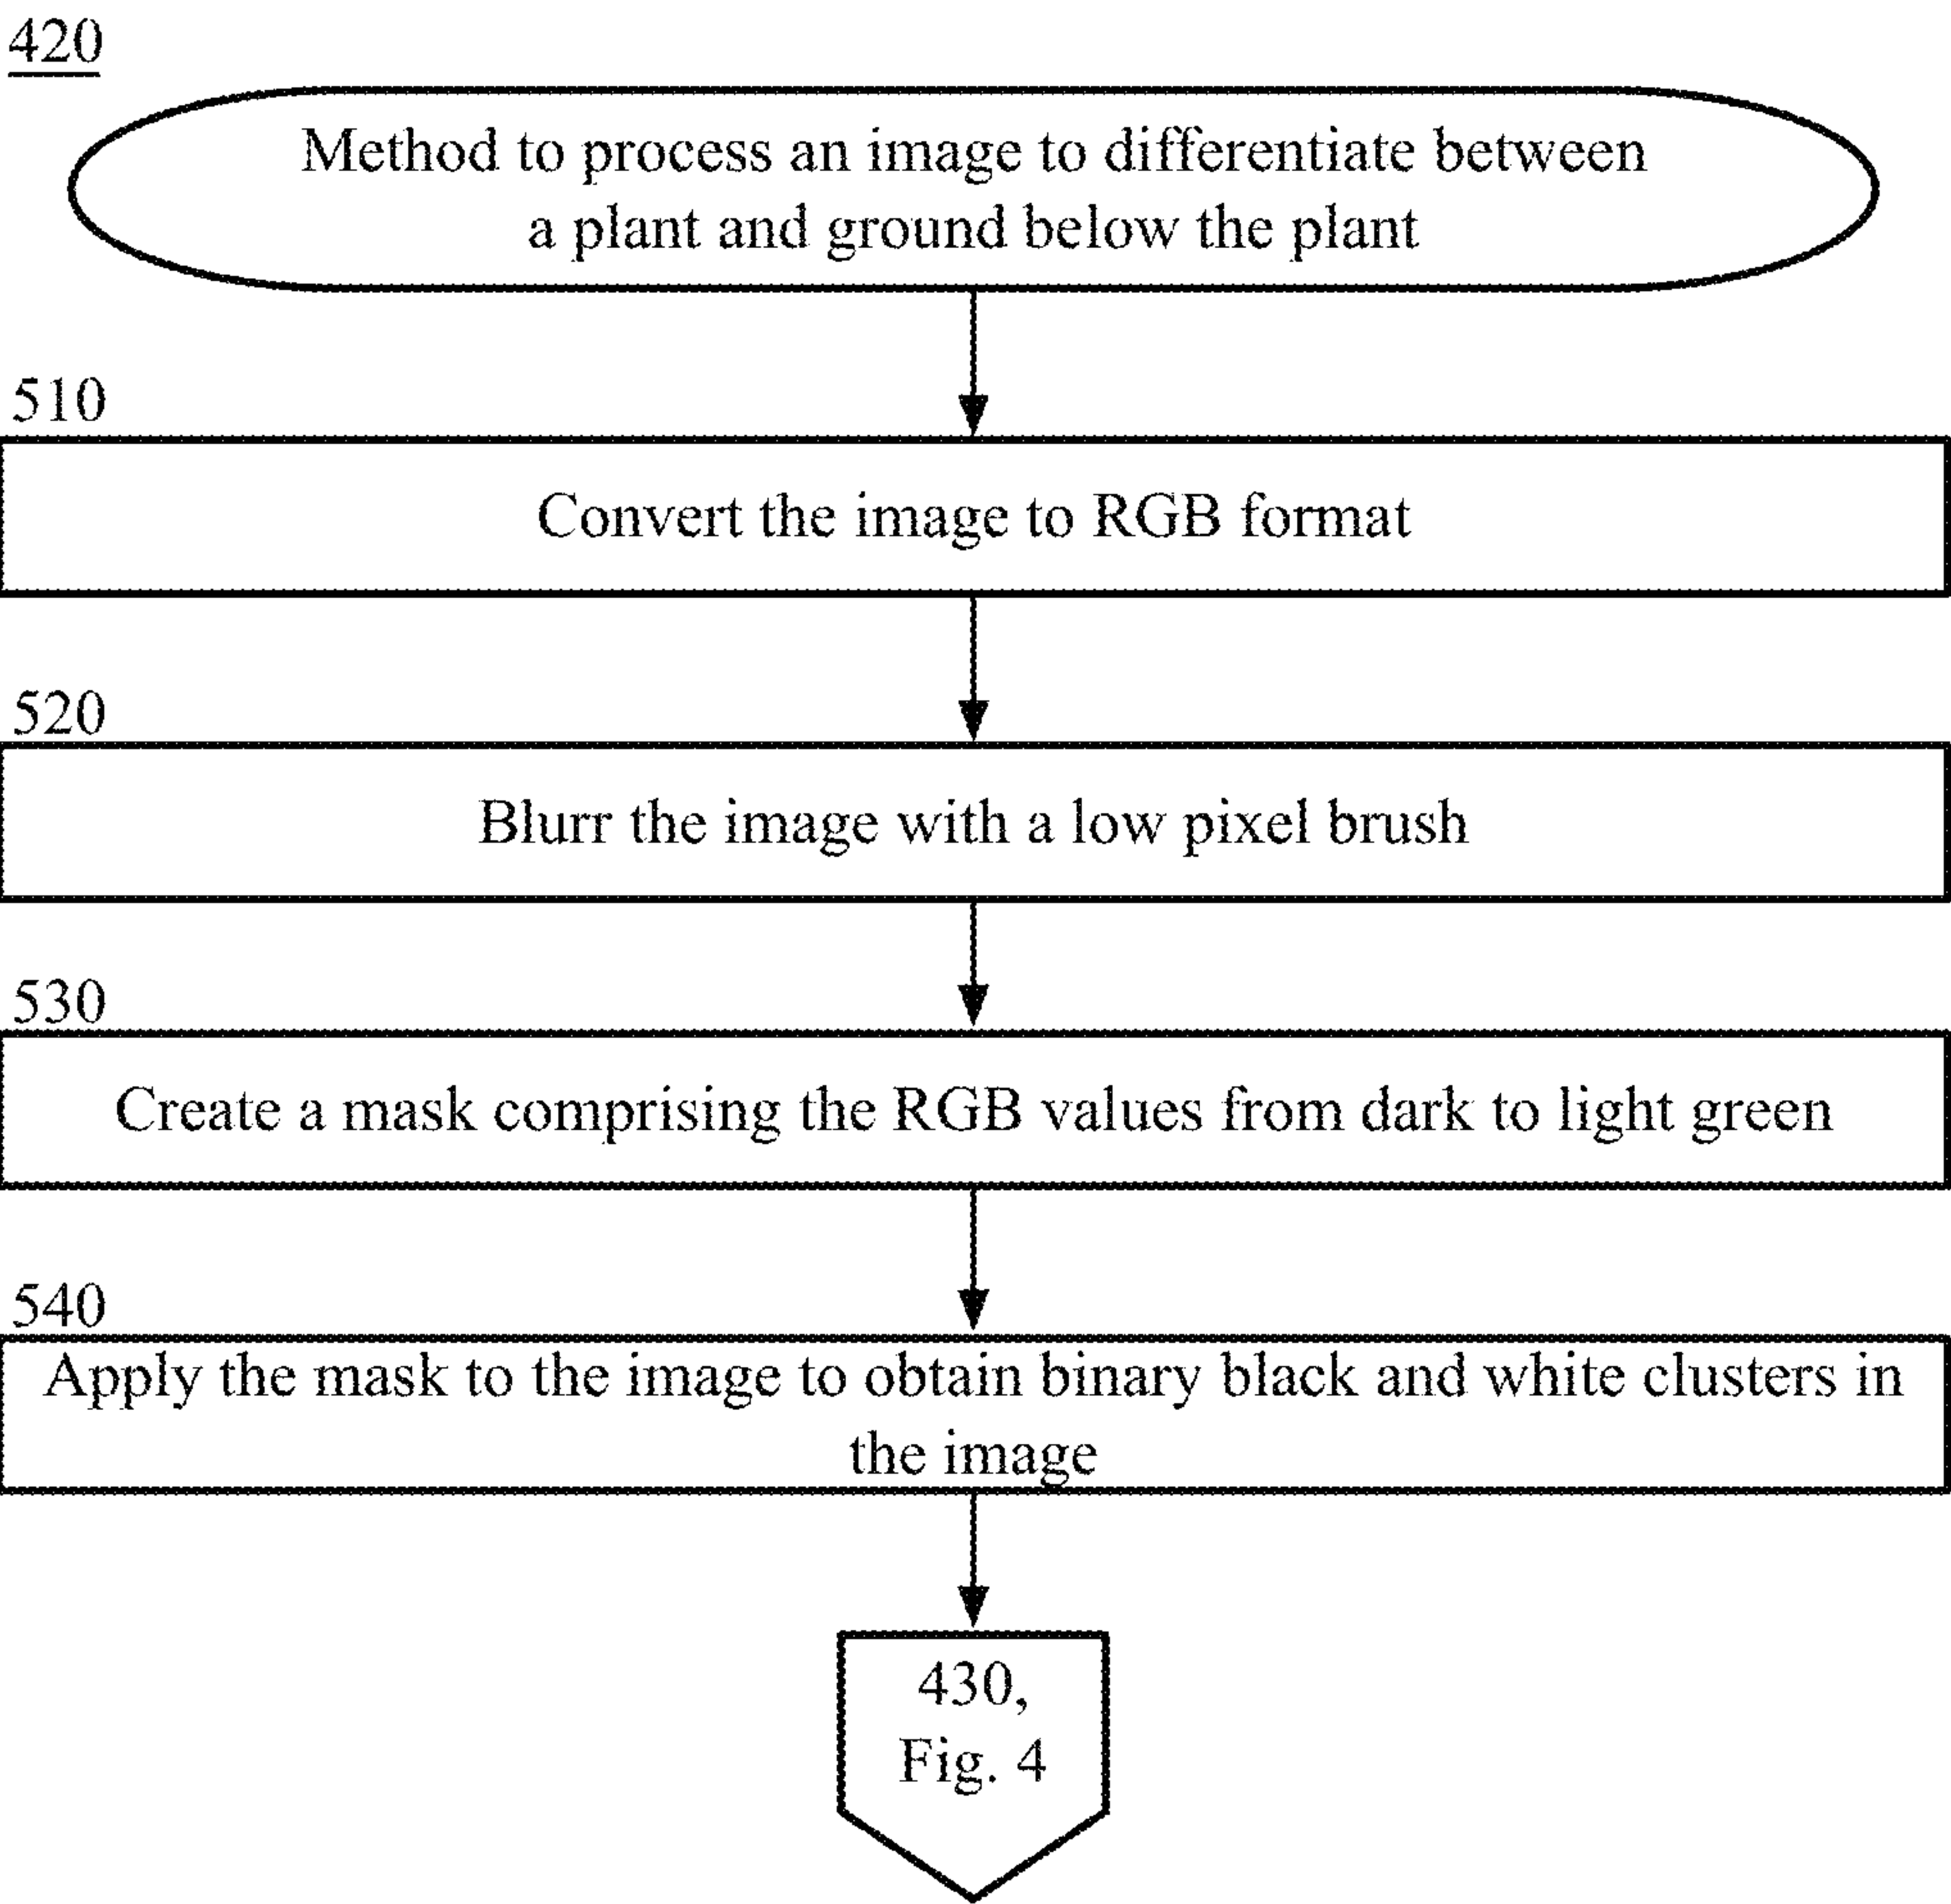 420
Method to process an image to differentiate between
a plant and ground below the plant
510
Convert the image to RGB format
520
Blurr the image with a low pixel brush
530
Create a mask comprising the RGB values from dark to light green
540
Apply the mask to the image to obtain binary black and white clusters in
the image
430,
Fig. 4